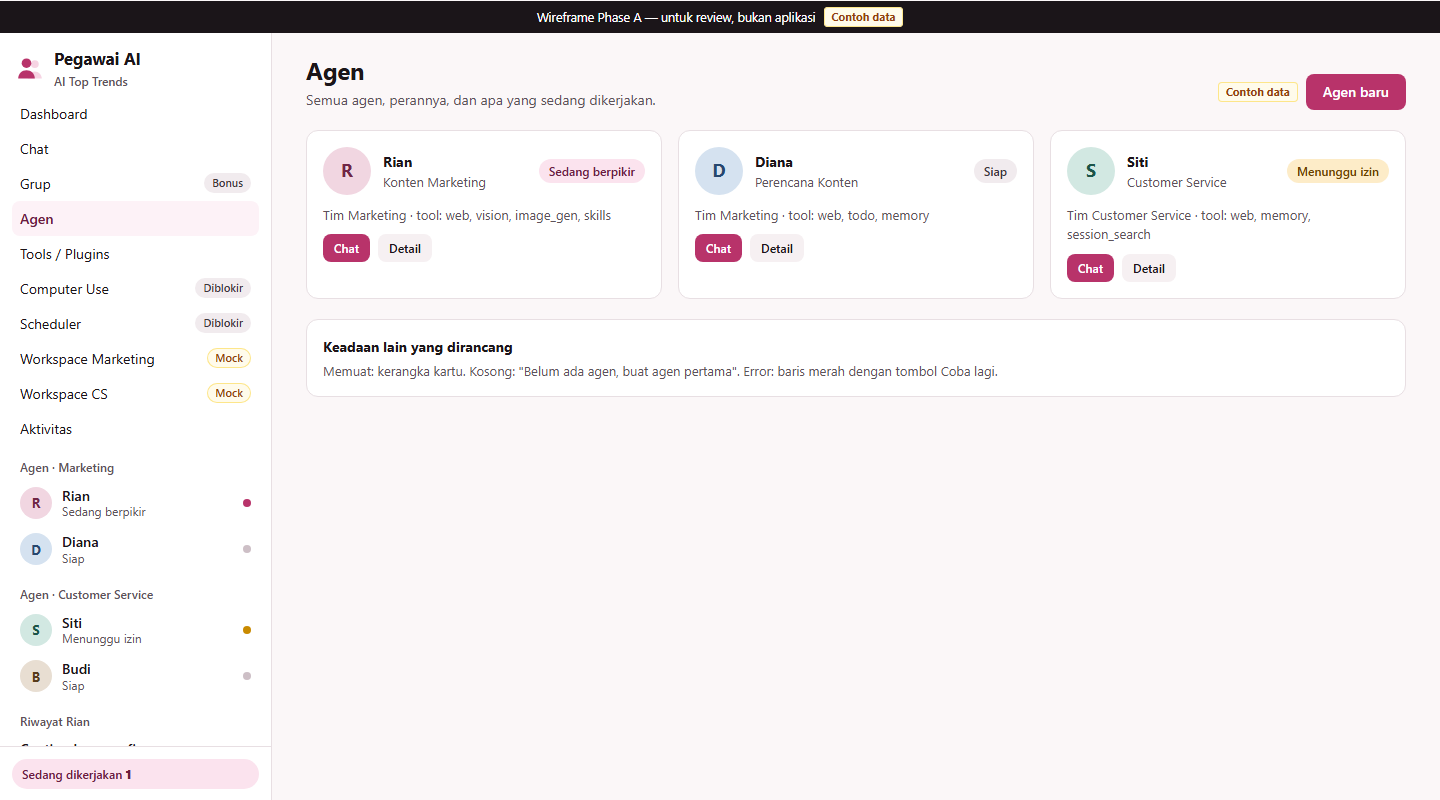 Wireframe Phase A — untuk review, bukan aplikasi Contoh data
Pegawai AI
AI Top Trends
Dashboard
Chat
Grup Bonus
Agen
Tools / Plugins
Computer Use Diblokir
Scheduler Diblokir
Workspace Marketing Mock
Workspace CS Mock
Aktivitas
Agen · Marketing
R Rian
Sedang berpikir
D Diana
Siap
Agen · Customer Service
S Siti
Menunggu izin
B Budi
Siap
Riwayat Rian
Sedang dikerjakan 1
Agen
Semua agen, perannya, dan apa yang sedang dikerjakan.
Contoh data Agen baru
R Rian
Konten Marketing
Sedang berpikir
Tim Marketing · tool: web, vision, image_gen, skills
Chat Detail
D Diana
Perencana Konten
Siap
Tim Marketing · tool: web, todo, memory
Chat Detail
S Siti
Customer Service
Menunggu izin
Tim Customer Service · tool: web, memory,
session_search
Chat Detail
Keadaan lain yang dirancang
Memuat: kerangka kartu. Kosong: "Belum ada agen, buat agen pertama". Error: baris merah dengan tombol Coba lagi.